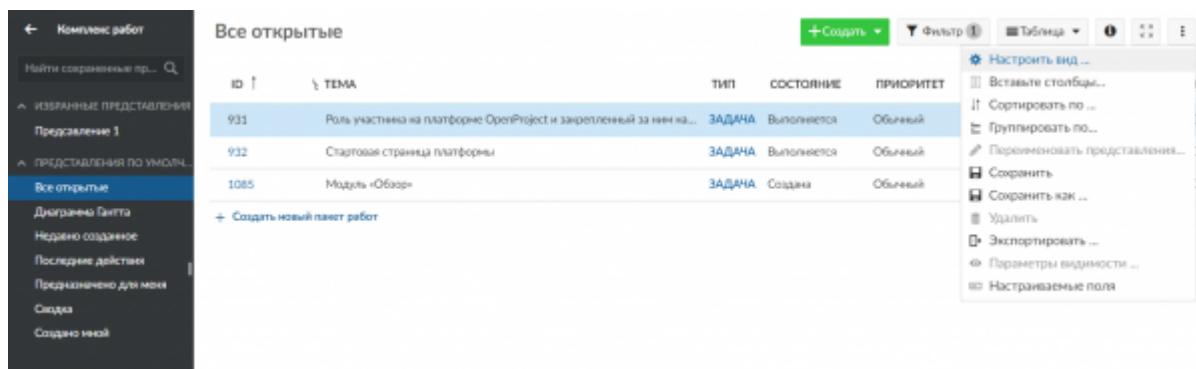 Комплекс работ
Найти сохраненные пр...
ИЗБРАННЫЕ ПРЕДСТАВЛЕНИЯ
Предсавление 1
ПРЕДСТАВЛЕНИЯ ПО УМОЛЧ...
Все открытые
Диаграмма Гантта
Недавно созданное
Последние действия
Предназначено для меня
Сводка
Создано мной
Все открытые
Создать
Фильтр 1
Таблица
ID ТЕМА ТИП СОСТОЯНИЕ ПРИОРИТЕТ
931 Роль участника на платформе OpenProject и закрепленный за ним на... ЗАДАЧА Выполняется Обычный
932 Стартовая страница платформы ЗАДАЧА Выполняется Обычный
1085 Модуль «Обзор» ЗАДАЧА Создана Обычный
+ Создать новый пакет работ
Настроить вид ...
Вставьте столбцы...
Сортировать по ...
Группировать по...
Переименовать представления...
Сохранить
Сохранить как ...
Удалить
Экспортировать ...
Параметры видимости ...
Настраиваемые поля